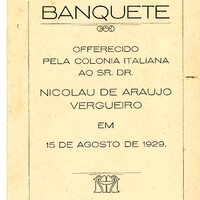 BANQUETE
OFFERECIDO
PELA COLONIA ITALIANA
AO SR. DR.
NICOLAU DE ARAUJO
VERGUEIRO
EM
15 DE AGOSTO DE 1929.